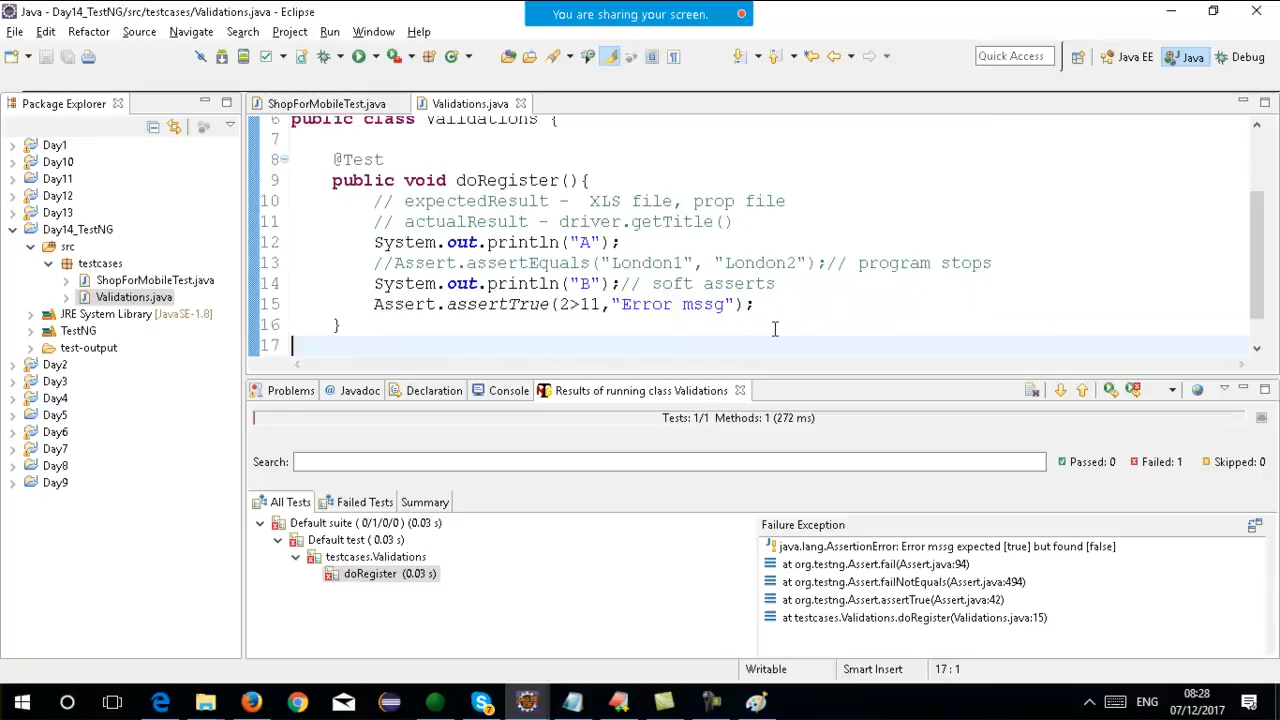 Java - Day14_TestNG/src/testcases/Validations.java - Eclipse
You are sharing your screen.
File Edit Refactor Source Navigate Search Project Run Window Help
Quick Access
Java EE
Java
Debug
Package Explorer
ShopForMobileTest.java
Validations.java
Day1
Day10
Day11
Day12
Day13
Day14_TestNG
src
testcases
ShopForMobileTest.java
Validations.java
JRE System Library [JavaSE-1.8]
TestNG
test-output
Day2
Day3
Day4
Day5
Day6
Day7
Day8
Day9
6 public class Validations {
7
8 @Test
9 public void doRegister(){
10 // expectedResult - XLS file, prop file
11 // actualResult - driver.getTitle()
12 System.out.println("A");
13 //Assert.assertEquals("London1", "London2");// program stops
14 System.out.println("B");// soft asserts
15 Assert.assertTrue(2>11,"Error mssg");
16 }
17
Problems @ Javadoc Declaration Console Results of running class Validations
Tests: 1/1 Methods: 1 (272 ms)
Search:
Passed: 0 Failed: 1 Skipped: 0
All Tests Failed Tests Summary
Default suite ( 0/1/0/0 ) (0.03 s)
Default test ( 0.03 s)
testcases.Validations
doRegister (0.03 s)
Failure Exception
java.lang.AssertionError: Error mssg expected [true] but found [false]
at org.testng.Assert.fail(Assert.java:94)
at org.testng.Assert.failNotEquals(Assert.java:494)
at org.testng.Assert.assertTrue(Assert.java:42)
at testcases.Validations.doRegister(Validations.java:15)
Writable Smart Insert 17 : 1
ENG
08:28
07/12/2017